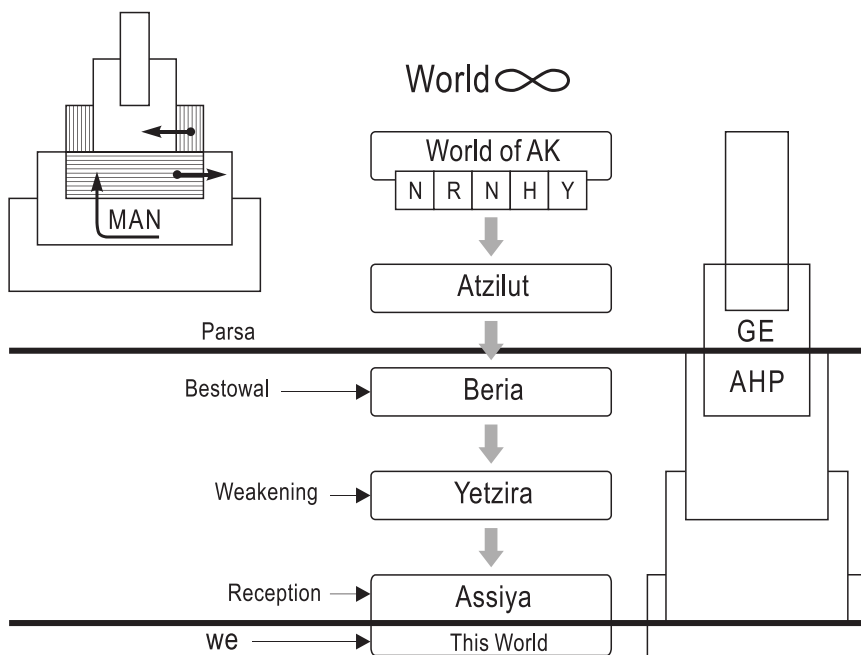 World ∞
World of AK
N R N H Y
MAN
Atzilut
Parsa
GE
Bestowal
Beria
AHP
Weakening
Yetzira
Reception
Assiya
we
This World